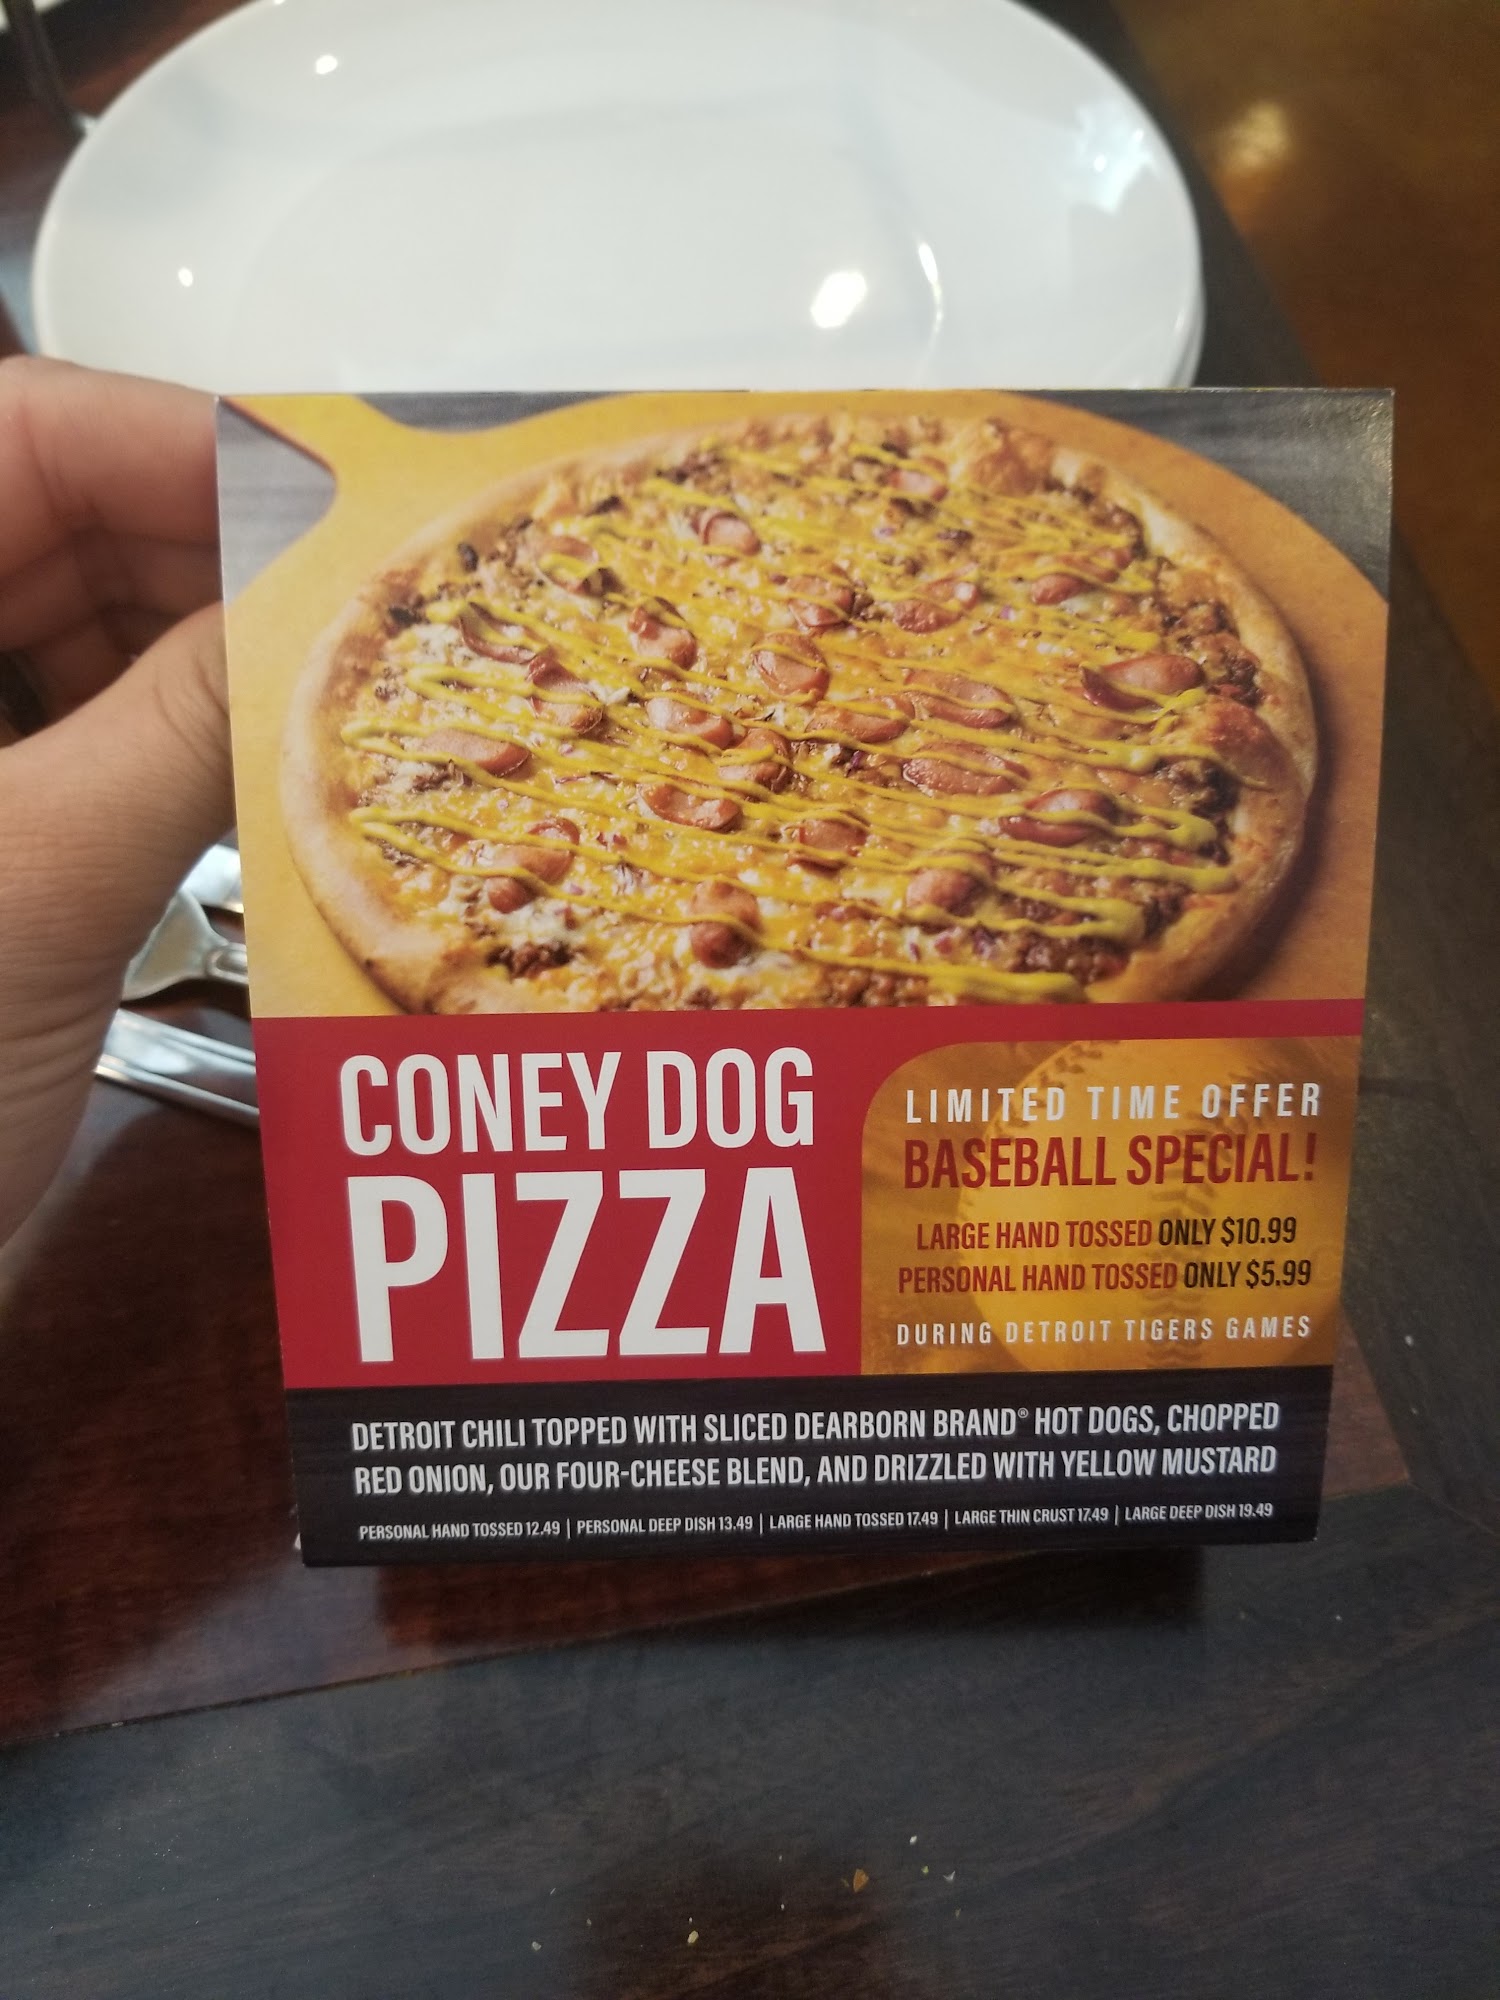 CONEY DOG
PIZZA
LIMITED TIME OFFER
BASEBALL SPECIAL!
LARGE HAND TOSSED ONLY $10.99
PERSONAL HAND TOSSED ONLY $5.99
DURING DETROIT TIGERS GAMES
DETROIT CHILI TOPPED WITH SLICED DEARBORN BRAND® HOT DOGS, CHOPPED
RED ONION, OUR FOUR-CHEESE BLEND, AND DRIZZLED WITH YELLOW MUSTARD
PERSONAL HAND TOSSED 12.49 | PERSONAL DEEP DISH 13.49 | LARGE HAND TOSSED 17.49 | LARGE THIN CRUST 17.49 | LARGE DEEP DISH 19.49